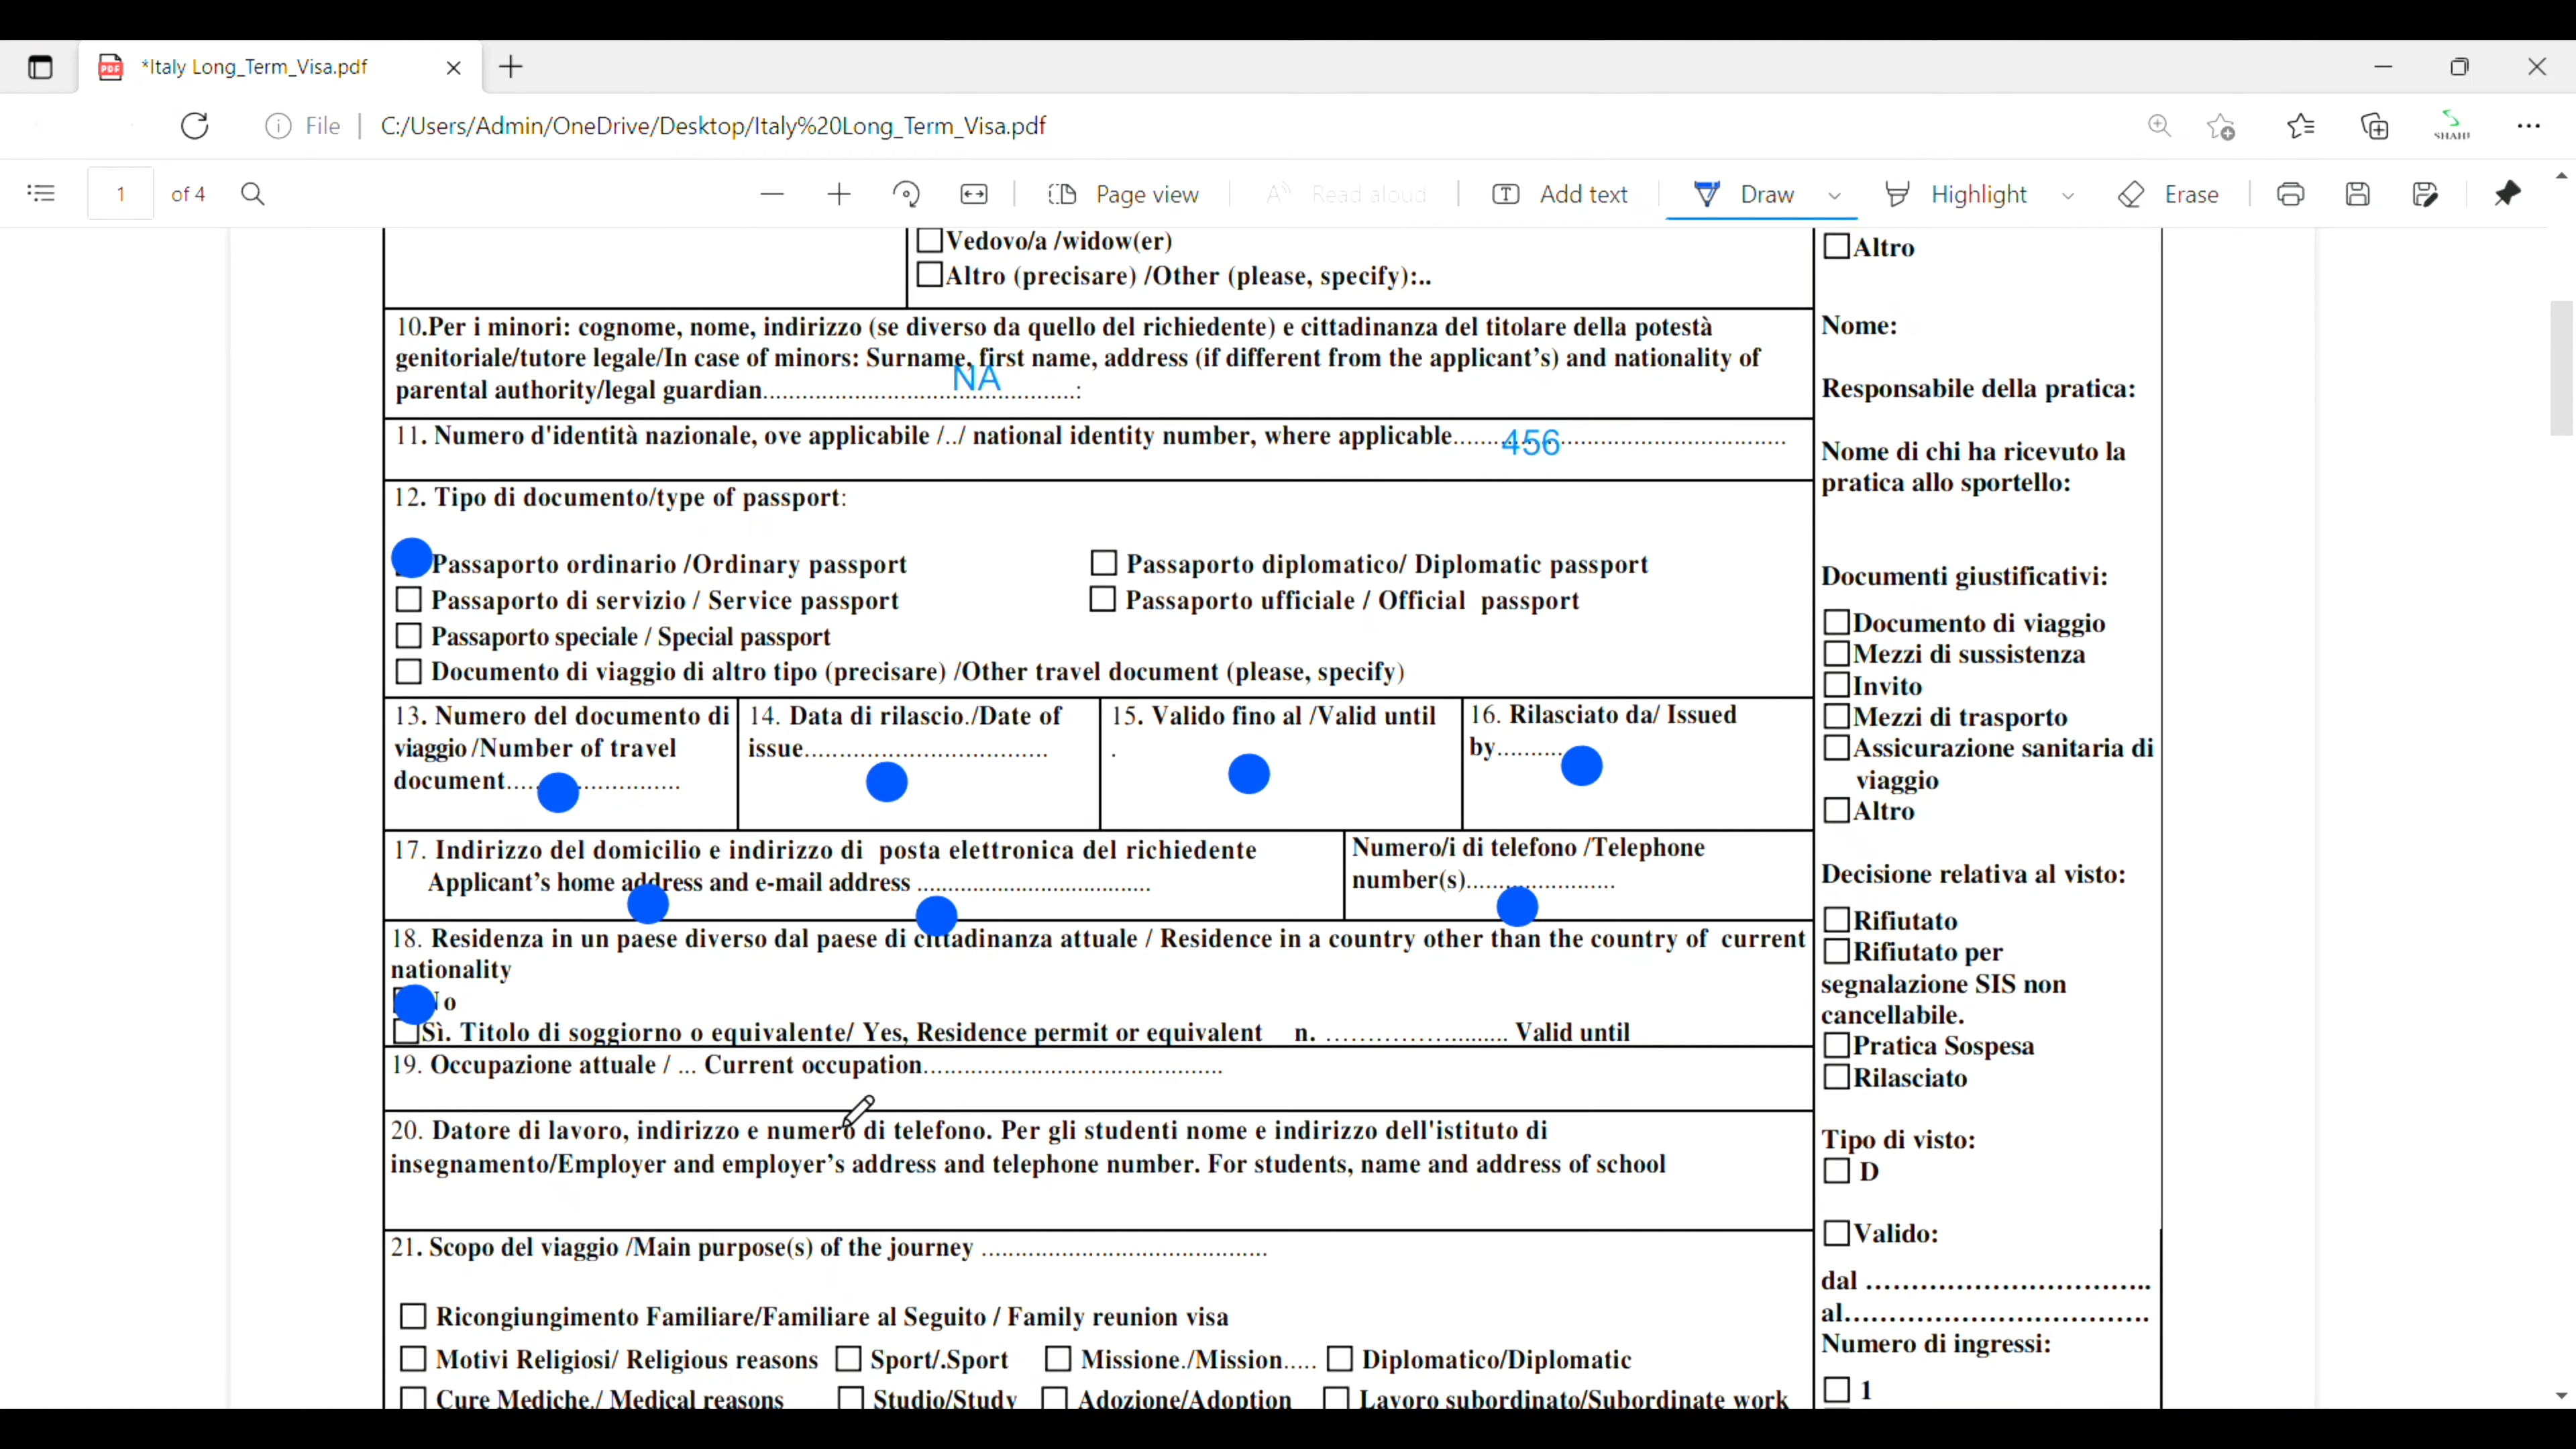 *Italy Long_Term_Visa.pdf
File | C:/Users/Admin/OneDrive/Desktop/Italy%20Long_Term_Visa.pdf
SHAHI
1 of 4 Page view Read aloud Add text Draw Highlight Erase
Vedovo/a /widow(er)
Altro (precisare) /Other (please, specify):..
10.Per i minori: cognome, nome, indirizzo (se diverso da quello del richiedente) e cittadinanza del titolare della potestà
genitoriale/tutore legale/In case of minors: Surname, first name, address (if different from the applicant's) and nationality of
parental authority/legal guardian................................................:
NA
11. Numero d'identità nazionale, ove applicabile /../ national identity number, where applicable..................................................
456
12. Tipo di documento/type of passport:
Passaporto ordinario /Ordinary passport
Passaporto diplomatico/ Diplomatic passport
Passaporto di servizio / Service passport
Passaporto ufficiale / Official passport
Passaporto speciale / Special passport
Documento di viaggio di altro tipo (precisare) /Other travel document (please, specify)
13. Numero del documento di
viaggio /Number of travel
document..........................
14. Data di rilascio./Date of
issue....................................
15. Valido fino al /Valid until
.
16. Rilasciato da/ Issued
by..........
17. Indirizzo del domicilio e indirizzo di posta elettronica del richiedente
Applicant's home address and e-mail address ......................................
Numero/i di telefono /Telephone
number(s)......................
18. Residenza in un paese diverso dal paese di cittadinanza attuale / Residence in a country other than the country of current
nationality
o
Sì. Titolo di soggiorno o equivalente/ Yes, Residence permit or equivalent n. ........................ Valid until
19. Occupazione attuale / ... Current occupation.............................................
20. Datore di lavoro, indirizzo e numero di telefono. Per gli studenti nome e indirizzo dell'istituto di
insegnamento/Employer and employer's address and telephone number. For students, name and address of school
21. Scopo del viaggio /Main purpose(s) of the journey ...........................................
Ricongiungimento Familiare/Familiare al Seguito / Family reunion visa
Motivi Religiosi/ Religious reasons Sport/.Sport Missione./Mission..... Diplomatico/Diplomatic
Cure Mediche./ Medical reasons Studio/Study Adozione/Adoption Lavoro subordinato/Subordinate work
Altro
Nome:
Responsabile della pratica:
Nome di chi ha ricevuto la
pratica allo sportello:
Documenti giustificativi:
Documento di viaggio
Mezzi di sussistenza
Invito
Mezzi di trasporto
Assicurazione sanitaria di
viaggio
Altro
Decisione relativa al visto:
Rifiutato
Rifiutato per
segnalazione SIS non
cancellabile.
Pratica Sospesa
Rilasciato
Tipo di visto:
D
Valido:
dal ................................
al..................................
Numero di ingressi:
1